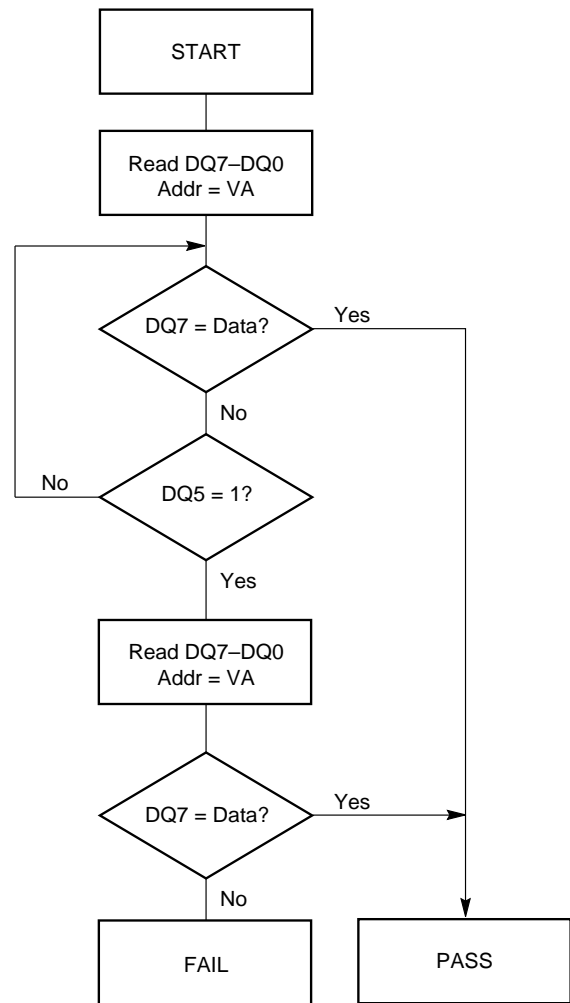 START
Read DQ7–DQ0
Addr = VA
DQ7 = Data?
Yes
No
No
DQ5 = 1?
Yes
Read DQ7–DQ0
Addr = VA
DQ7 = Data?
Yes
No
FAIL
PASS